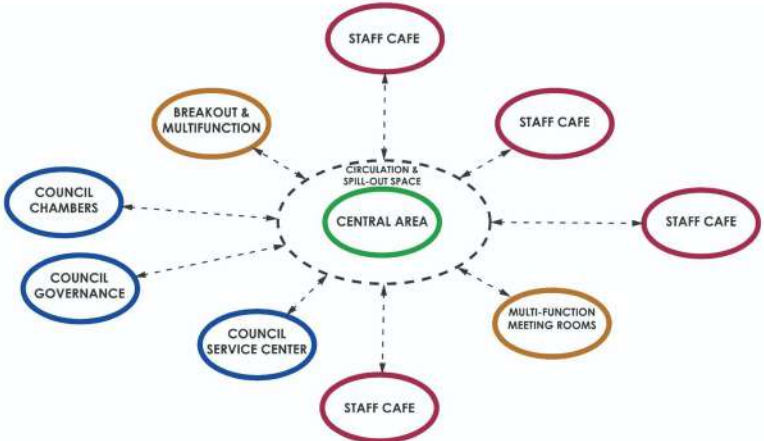 STAFF CAFE
BREAKOUT &
MULTIFUNCTION
STAFF CAFE
CIRCULATION &
SPILL-OUT SPACE
COUNCIL
CHAMBERS
CENTRAL AREA
STAFF CAFE
COUNCIL
GOVERNANCE
MULTI-FUNCTION
MEETING ROOMS
COUNCIL
SERVICE CENTER
STAFF CAFE